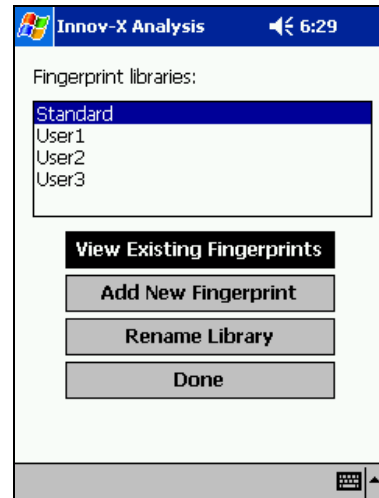 Innov-X Analysis 6:29
Fingerprint libraries:
Standard
User1
User2
User3
View Existing Fingerprints
Add New Fingerprint
Rename Library
Done